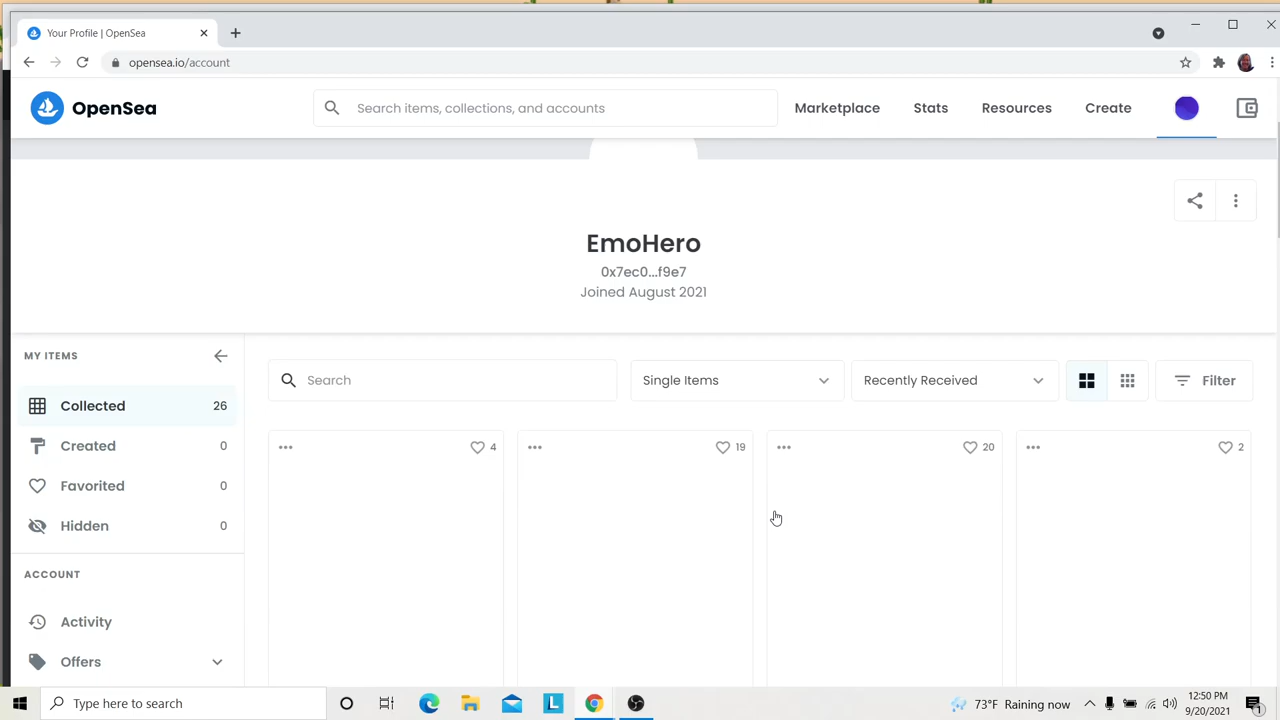 Your Profile | OpenSea
opensea.io/account
OpenSea
Search items, collections, and accounts
Marketplace
Stats
Resources
Create
EmoHero
0x7ec0...f9e7
Joined August 2021
MY ITEMS
Search
Single Items
Recently Received
Filter
Collected 26
Created 0
Favorited 0
Hidden 0
4
19
20
2
ACCOUNT
Activity
Offers
Type here to search
L
73°F Raining now
12:50 PM
9/20/2021
1